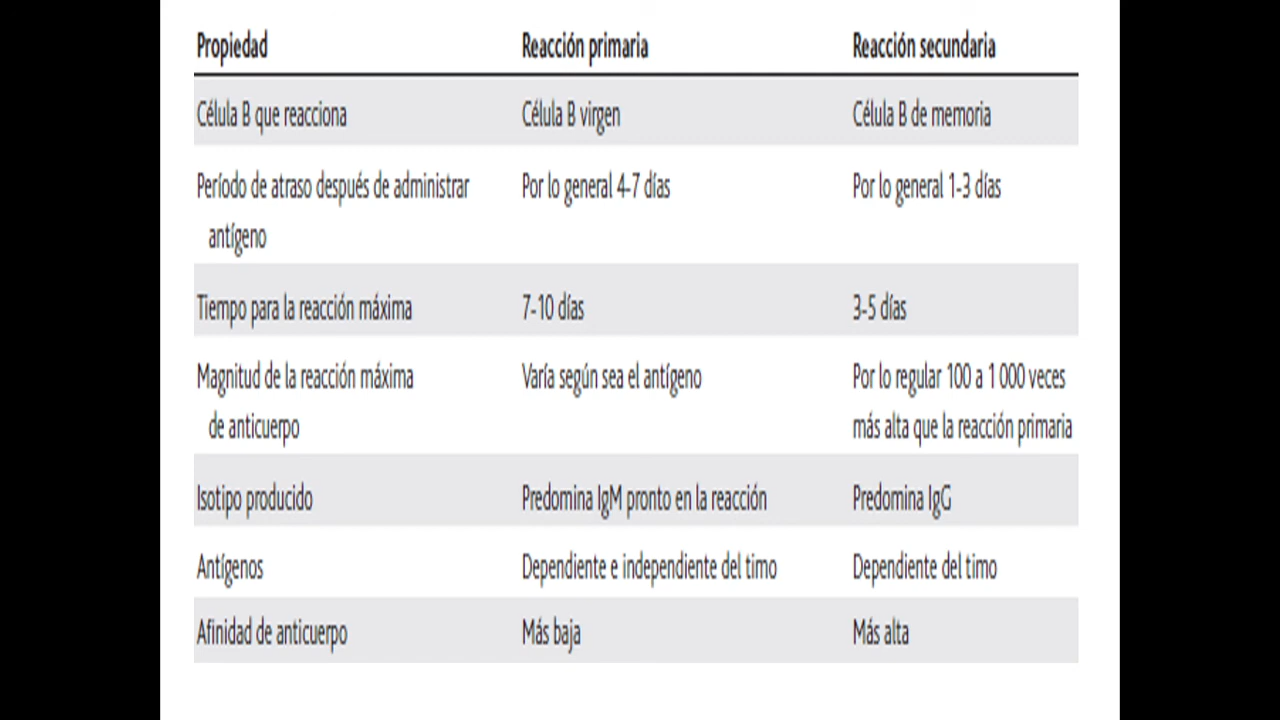 Propiedad Reacción primaria Reacción secundaria
Célula B que reacciona Célula B virgen Célula B de memoria
Período de atraso después de administrar Por lo general 4-7 días Por lo general 1-3 días
antígeno
Tiempo para la reacción máxima 7-10 días 3-5 días
Magnitud de la reacción máxima Varía según sea el antígeno Por lo regular 100 a 1 000 veces
de anticuerpo más alta que la reacción primaria
Isotipo producido Predomina IgM pronto en la reacción Predomina IgG
Antígenos Dependiente e independiente del timo Dependiente del timo
Afinidad de anticuerpo Más baja Más alta